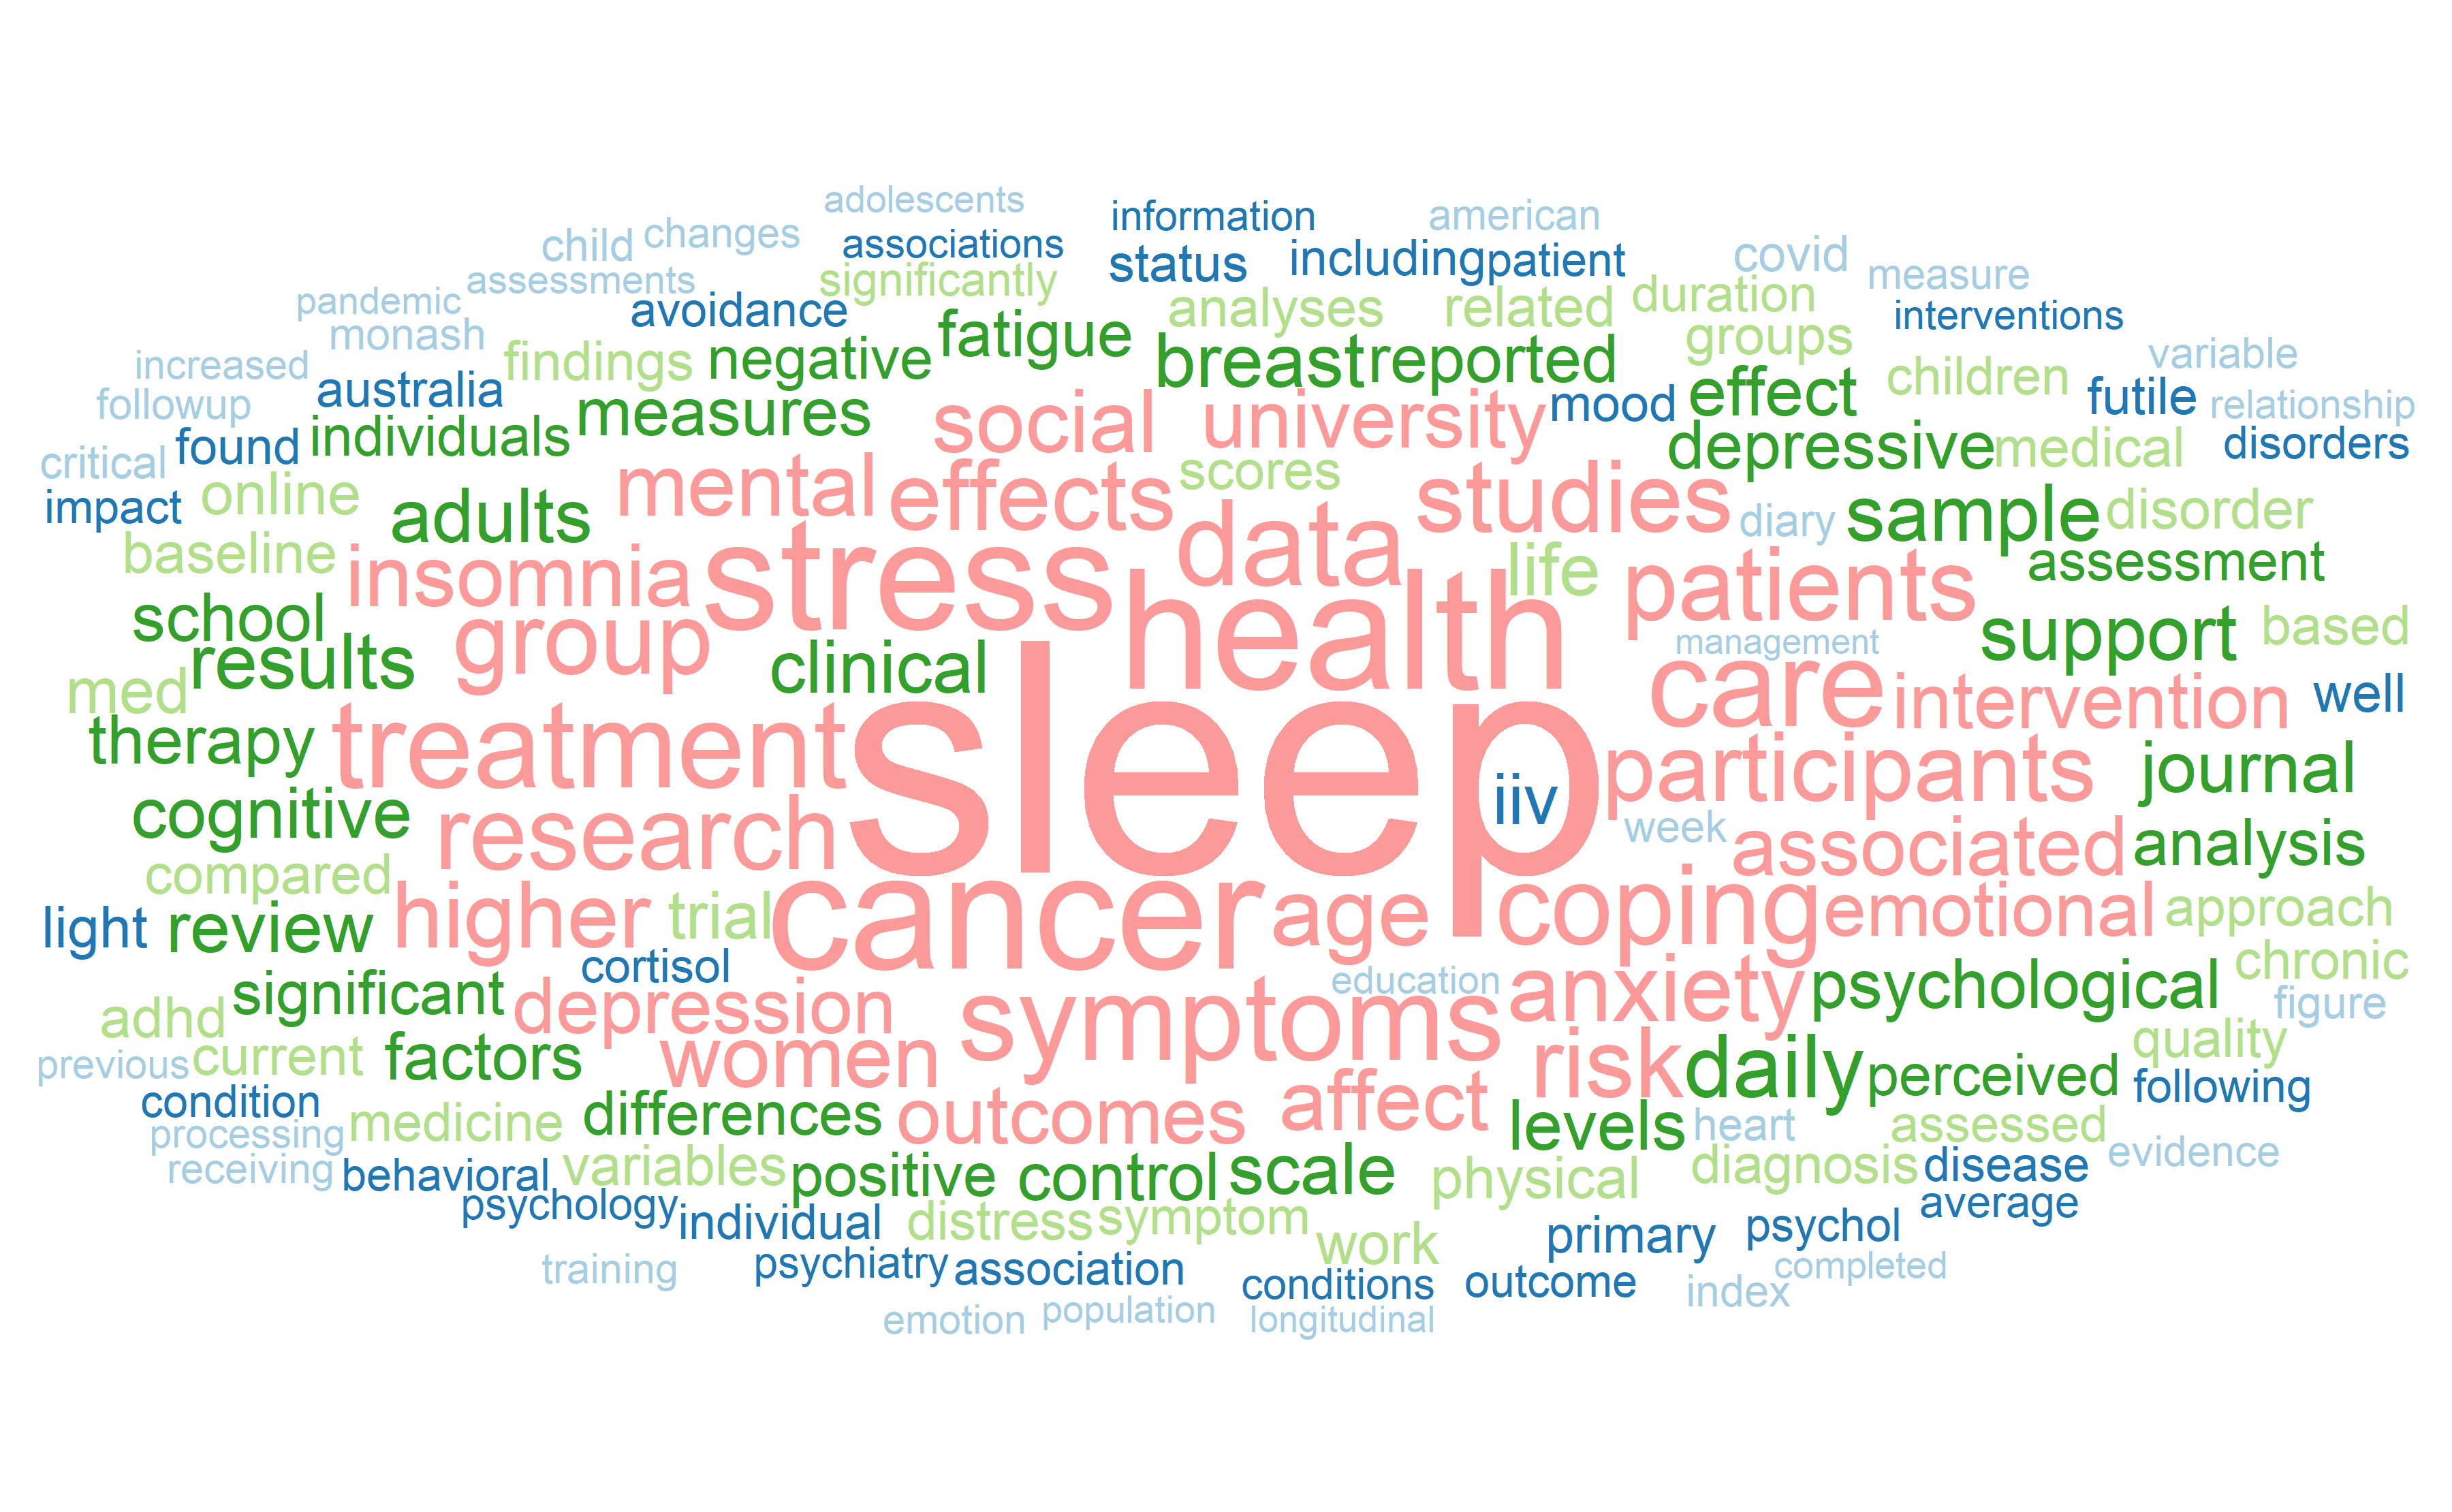 adolescents
information
american
child
changes
associations
status
including
patient
covid
measure
assessments
significantly
pandemic
avoidance
analyses
related
duration
interventions
monash
fatigue
groups
increased
findings
negative
breast
reported
variable
followup
australia
measures
social
university
mood
effect
children
futile
relationship
found
individuals
depressive
medical
disorders
critical
mental
effects
scores
studies
impact
online
adults
data
diary
sample
disorder
baseline
insomnia
stress
health
life
patients
assessment
school
group
management
support
based
results
clinical
med
care
intervention
well
therapy
treatment
sleep
participants
journal
cognitive
research
iiv
week
associated
analysis
compared
higher
trial
cancer
age
coping
emotional
approach
light
review
cortisol
chronic
significant
depression
symptoms
education
anxiety
psychological
figure
adhd
women
risk
quality
previous
current
factors
daily
perceived
following
condition
medicine
differences
outcomes
affect
levels
heart
assessed
processing
receiving
behavioral
variables
positive
control
scale
physical
diagnosis
disease
evidence
psychology
individual
distress
symptom
work
primary
psychol
average
training
psychiatry
association
conditions
outcome
index
completed
emotion
population
longitudinal